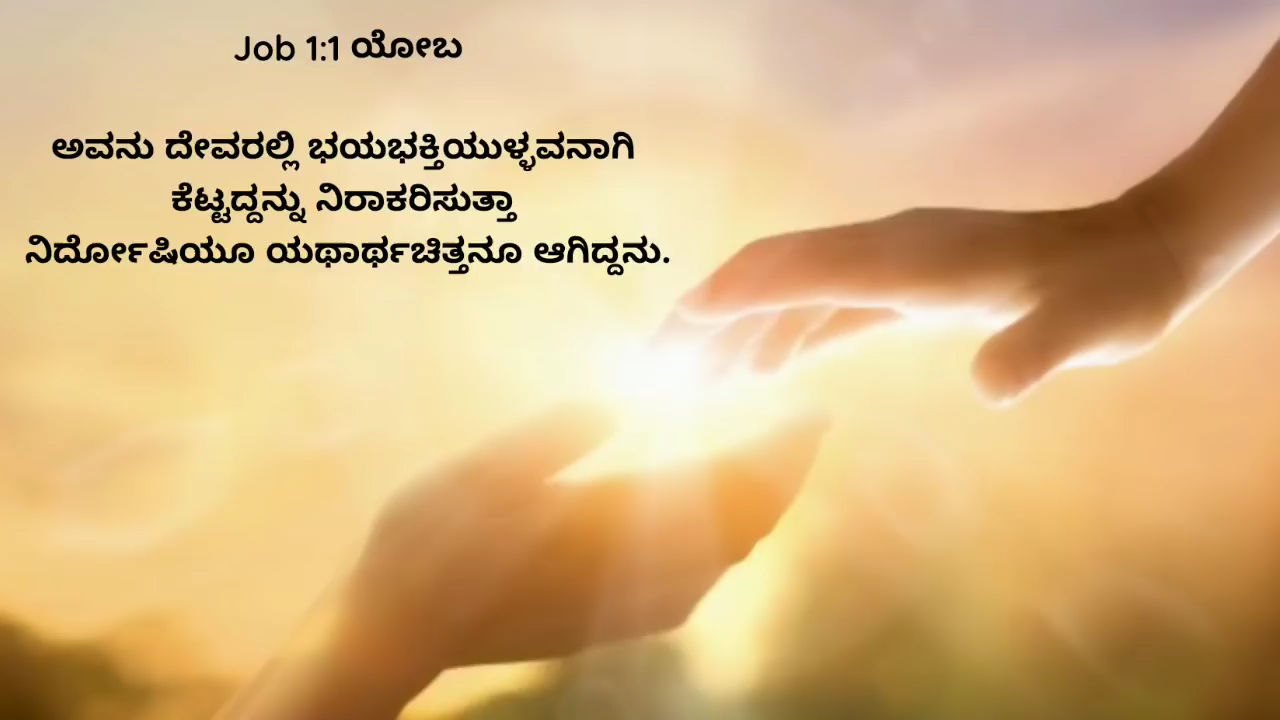 Job 1:1 ಯೋಬ
ಅವನು ದೇವರಲ್ಲಿ ಭಯಭಕ್ತಿಯುಳ್ಳವನಾಗಿ
ಕೆಟ್ಟದ್ದನ್ನು ನಿರಾಕರಿಸುತ್ತಾ
ನಿರ್ದೋಷಿಯೂ ಯಥಾರ್ಥಚಿತ್ತನೂ ಆಗಿದ್ದನು.